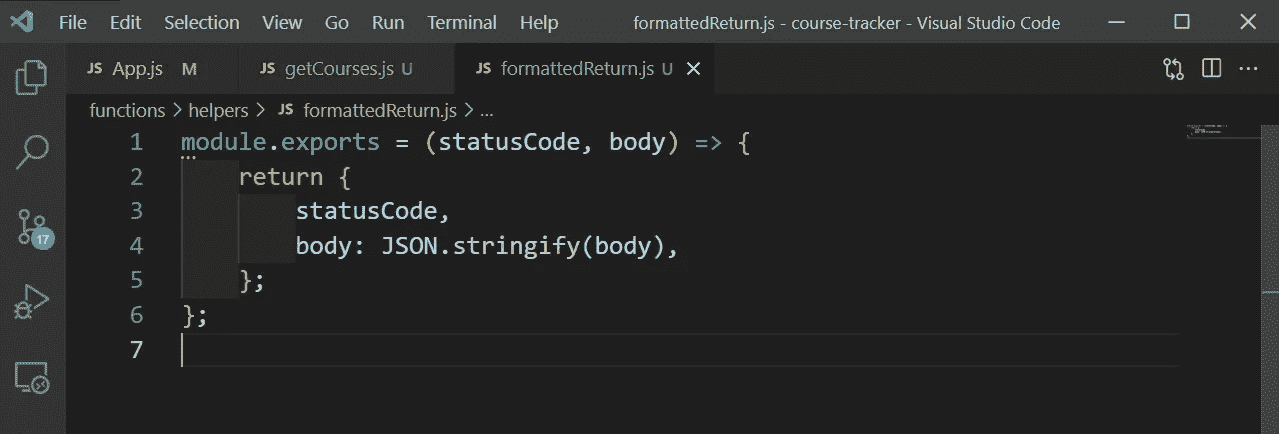 File Edit Selection View Go Run Terminal Help formattedReturn.js - course-tracker - Visual Studio Code
JS App.js M JS getCourses.js U JS formattedReturn.js U
functions > helpers > JS formattedReturn.js > ...
1 module.exports = (statusCode, body) => {
2 return {
3 statusCode,
4 body: JSON.stringify(body),
5 };
6 };
7
17